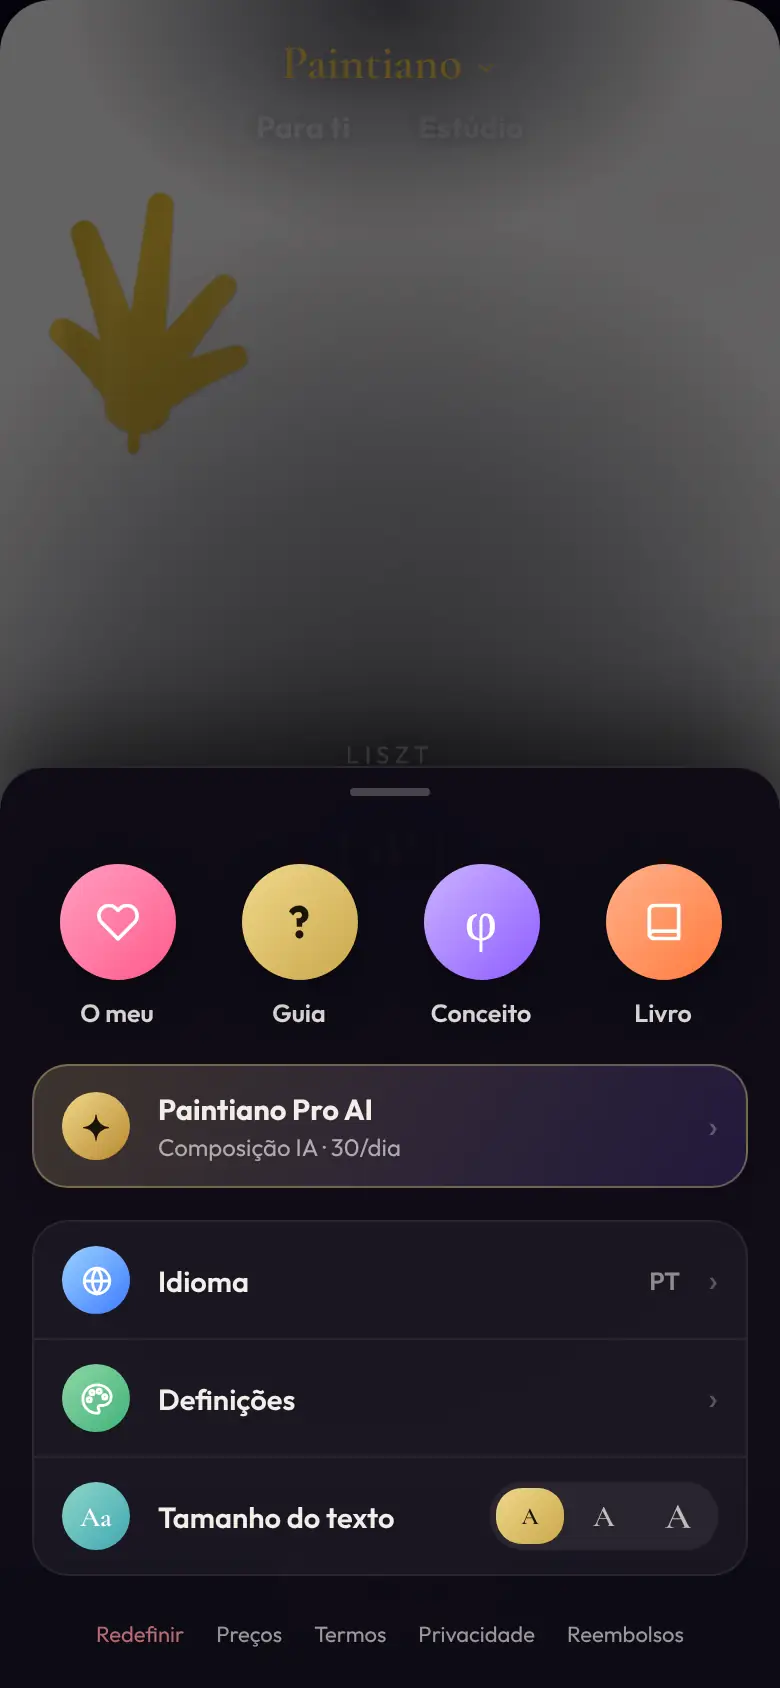 Paintiano
Para ti Estúdio
LISZT
O meu Guia Conceito Livro
Paintiano Pro AI
Composição IA · 30/dia
Idioma PT
Definições
Aa Tamanho do texto A A A
Redefinir Preços Termos Privacidade Reembolsos